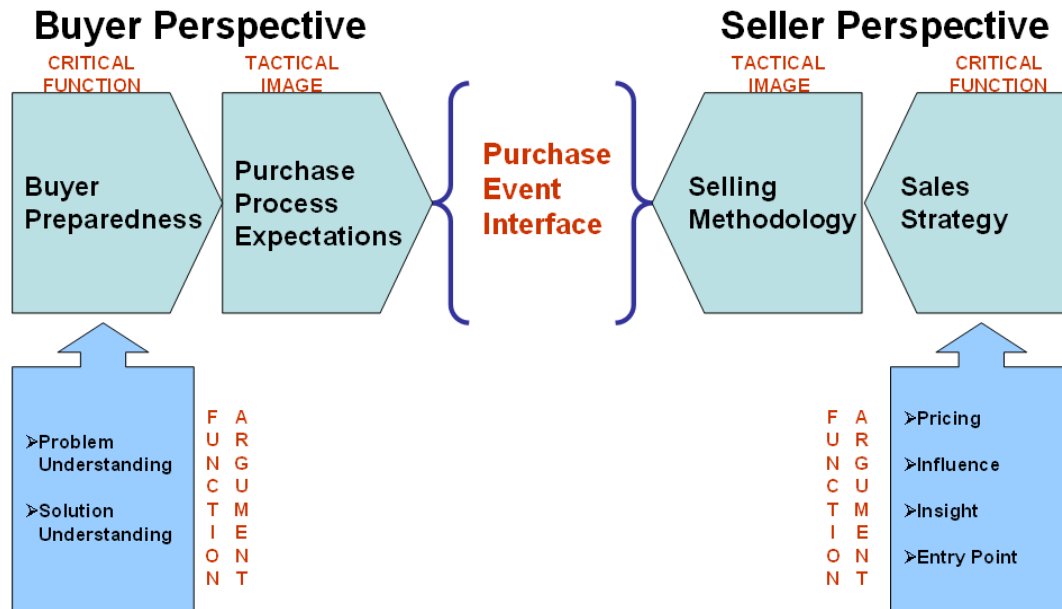 Buyer Perspective
Seller Perspective
CRITICAL
FUNCTION
TACTICAL
IMAGE
TACTICAL
IMAGE
CRITICAL
FUNCTION
Buyer
Preparedness
Purchase
Process
Expectations
Purchase
Event
Interface
Selling
Methodology
Sales
Strategy
➢Problem
Understanding
➢Solution
Understanding
FUNCTION
ARGUMENT
FUNCTION
ARGUMENT
➢Pricing
➢Influence
➢Insight
➢Entry Point